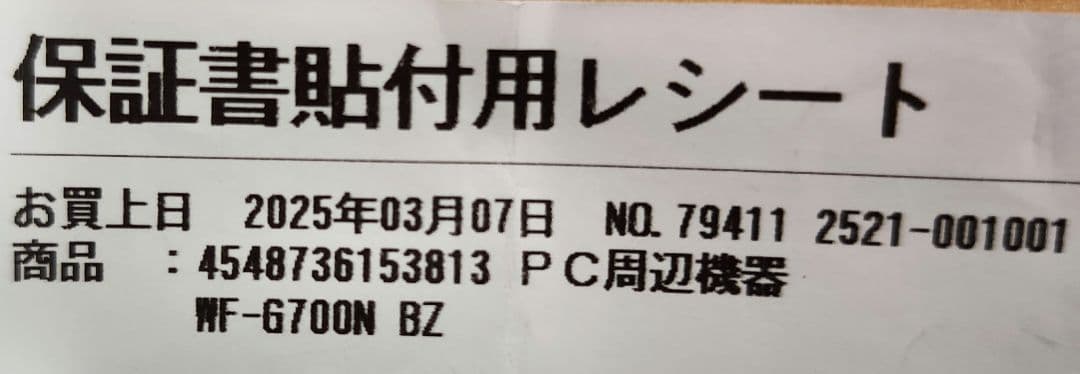 保証書貼付用レシート
お買上日 2025年03月07日 NO. 79411 2521-001001
商品 :4548736153813 PC周辺機器
WF-G700N BZ